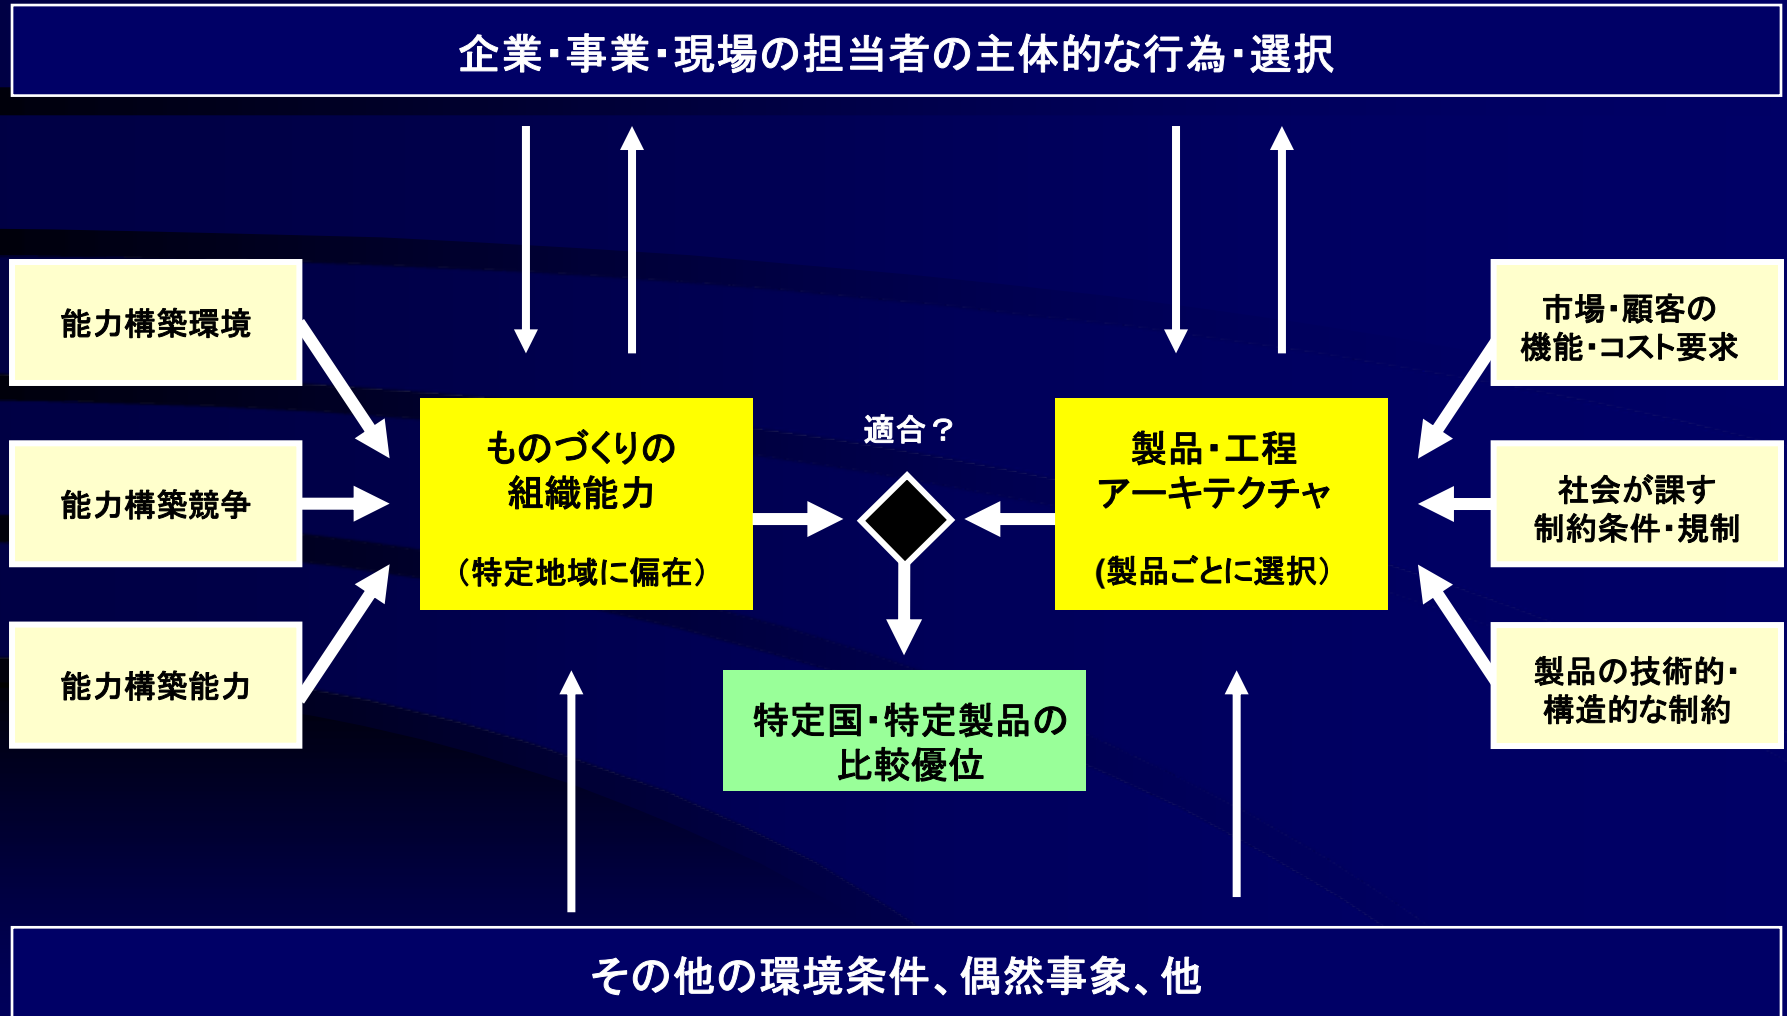 企業・事業・現場の担当者の主体的な行為・選択
能力構築環境
能力構築競争
能力構築能力
ものづくりの
組織能力
（特定地域に偏在）
適合？
製品・工程
アーキテクチャ
(製品ごとに選択）
特定国・特定製品の
比較優位
市場・顧客の
機能・コスト要求
社会が課す
制約条件・規制
製品の技術的・
構造的な制約
その他の環境条件、偶然事象、他